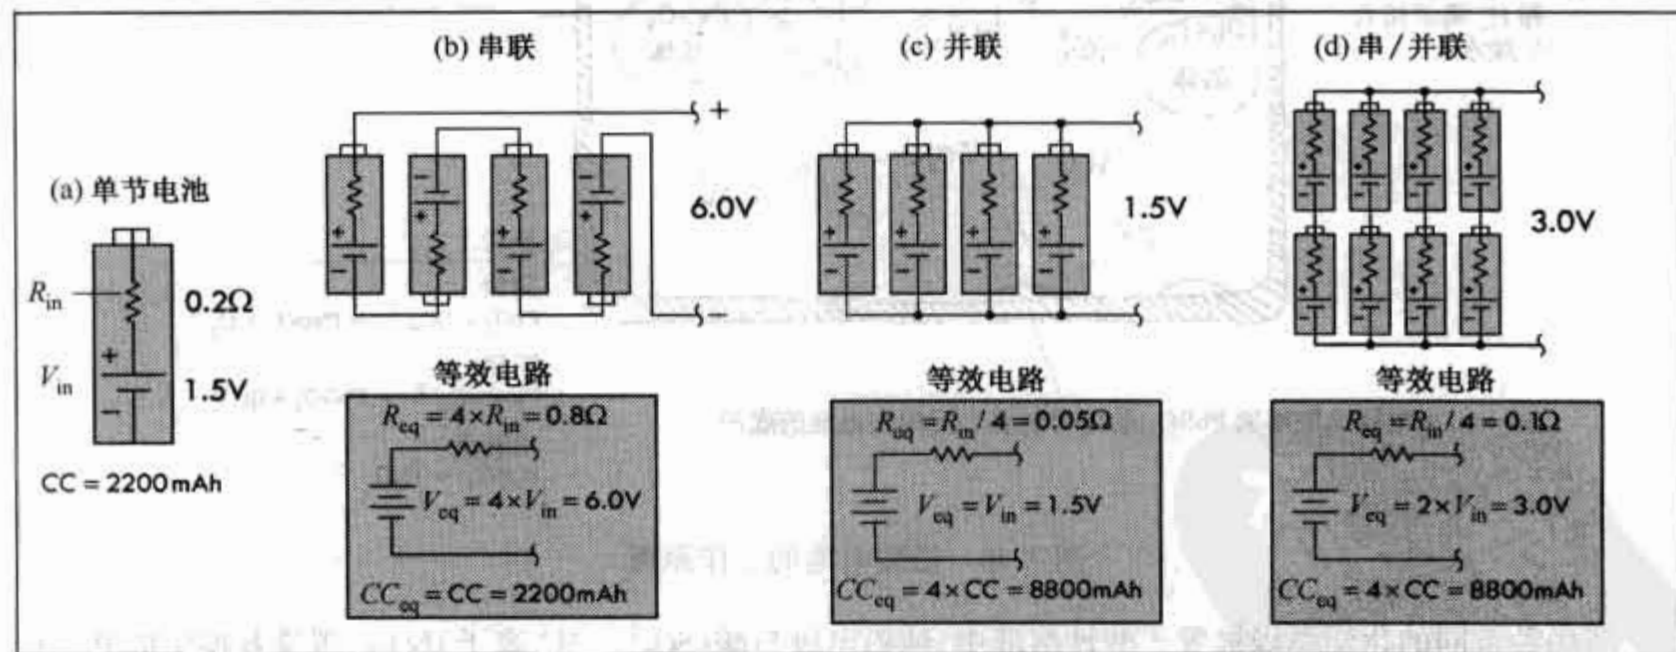 (a) 单节电池
R_in
0.2Ω
+
V_in
1.5V
−
CC = 2200mAh
(b) 串联
+
−
−
+
+
+
+
−
−
6.0V
−
等效电路
R_eq = 4 × R_in = 0.8Ω
V_eq = 4 × V_in = 6.0V
CC_eq = CC = 2200mAh
(c) 并联
+
+
+
+
−
−
−
−
1.5V
等效电路
R_eq = R_in / 4 = 0.05Ω
V_eq = V_in = 1.5V
CC_eq = 4 × CC = 8800mAh
(d) 串/并联
+
+
+
+
−
−
−
−
3.0V
+
+
+
+
−
−
−
−
等效电路
R_eq = R_in / 4 = 0.1Ω
V_eq = 2 × V_in = 3.0V
CC_eq = 4 × CC = 8800mAh